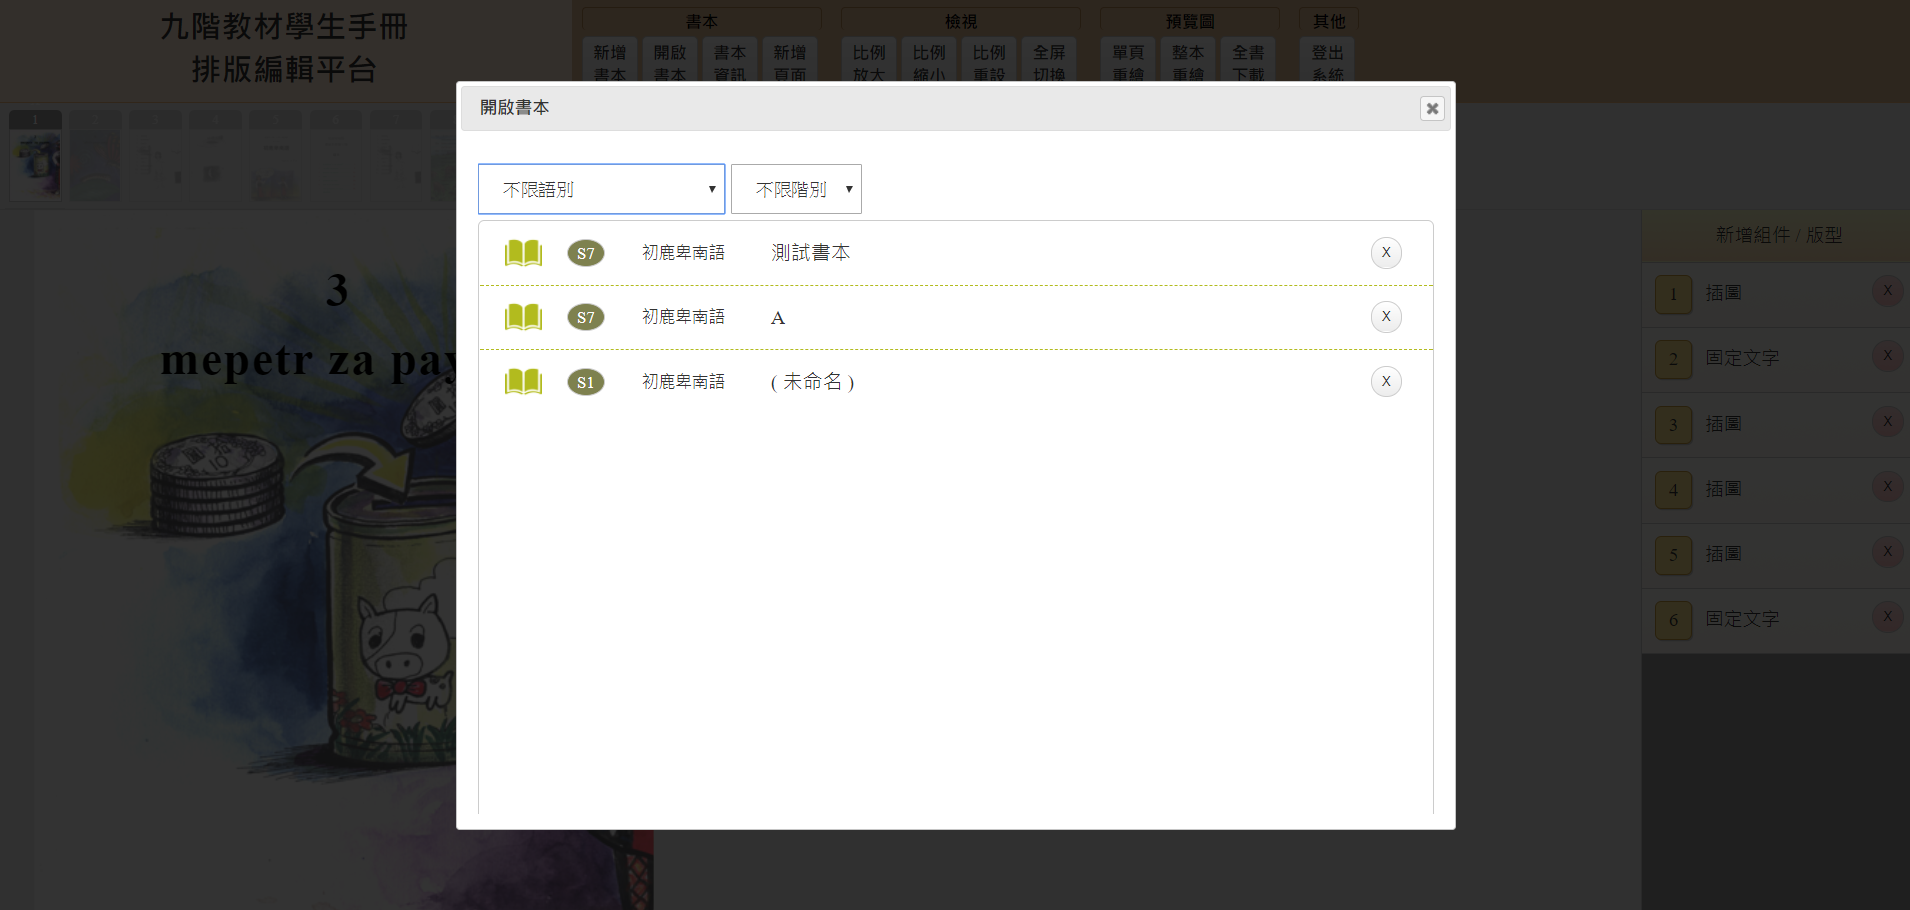 九階教材學生手冊
排版編輯平台
書本
檢視
預覽圖
其他
新增 開啟 書本 新增
書本 書本 資訊 頁面
比例 比例 比例 全屏
放大 縮小 重設 切換
單頁 整本 全書
重繪 重繪 下載
登出
系統
1 2 3 4 5 6 7
開啟書本
不限語別
不限階別
S7 初鹿卑南語 測試書本 X
S7 初鹿卑南語 A X
S1 初鹿卑南語 ( 未命名 ) X
3
mepetr za pay
新增組件 / 版型
1 插圖 X
2 固定文字 X
3 插圖 X
4 插圖 X
5 插圖 X
6 固定文字 X